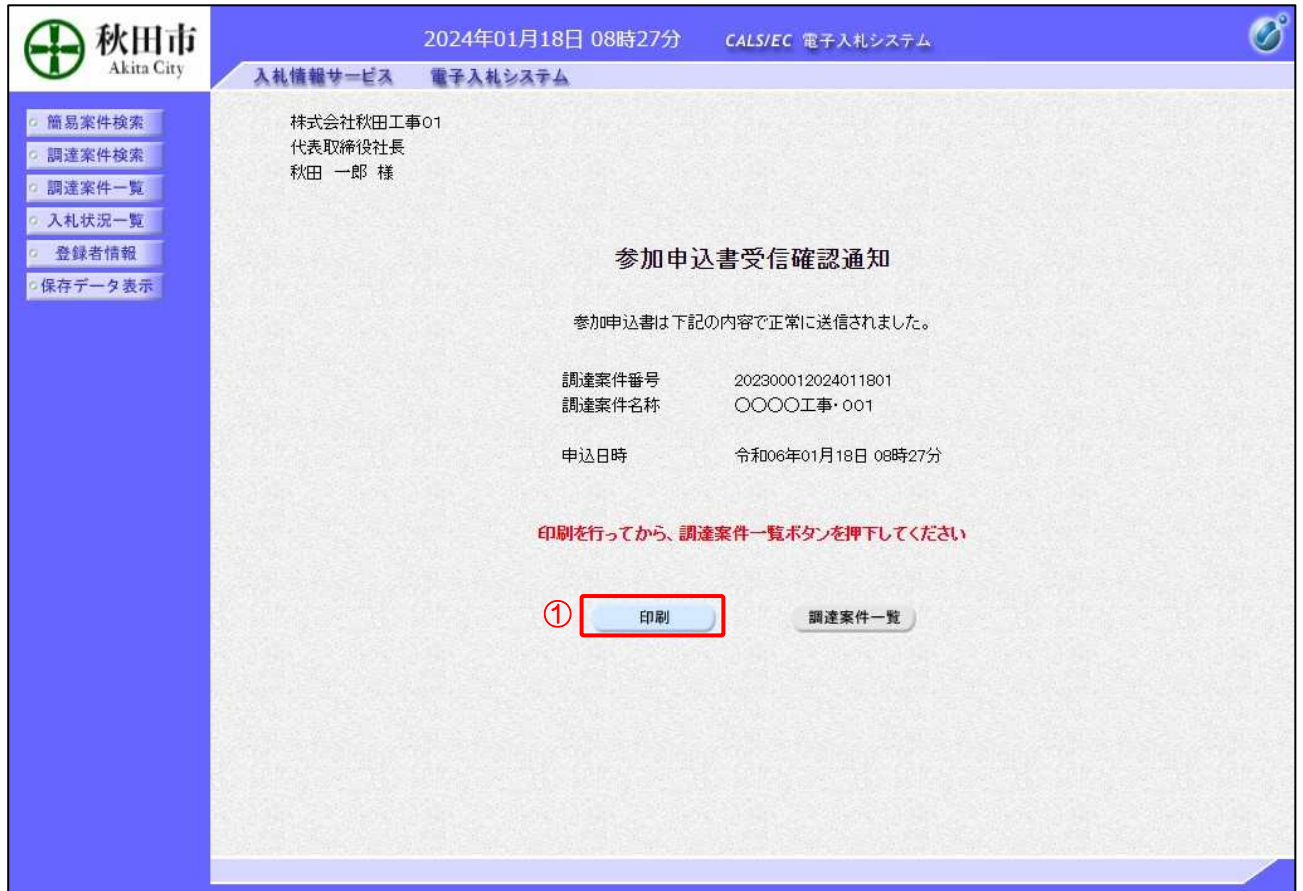 秋田市
Akita City
2024年01月18日 08時27分 CALS/EC 電子入札システム
入札情報サービス 電子入札システム
簡易案件検索
調達案件検索
調達案件一覧
入札状況一覧
登録者情報
保存データ表示
株式会社秋田工事01
代表取締役社長
秋田 一郎 様
参加申込書受信確認通知
参加申込書は下記の内容で正常に送信されました。
調達案件番号 202300012024011801
調達案件名称 〇〇〇〇工事・001
申込日時 令和06年01月18日 08時27分
印刷を行ってから、調達案件一覧ボタンを押下してください
① 印刷 調達案件一覧